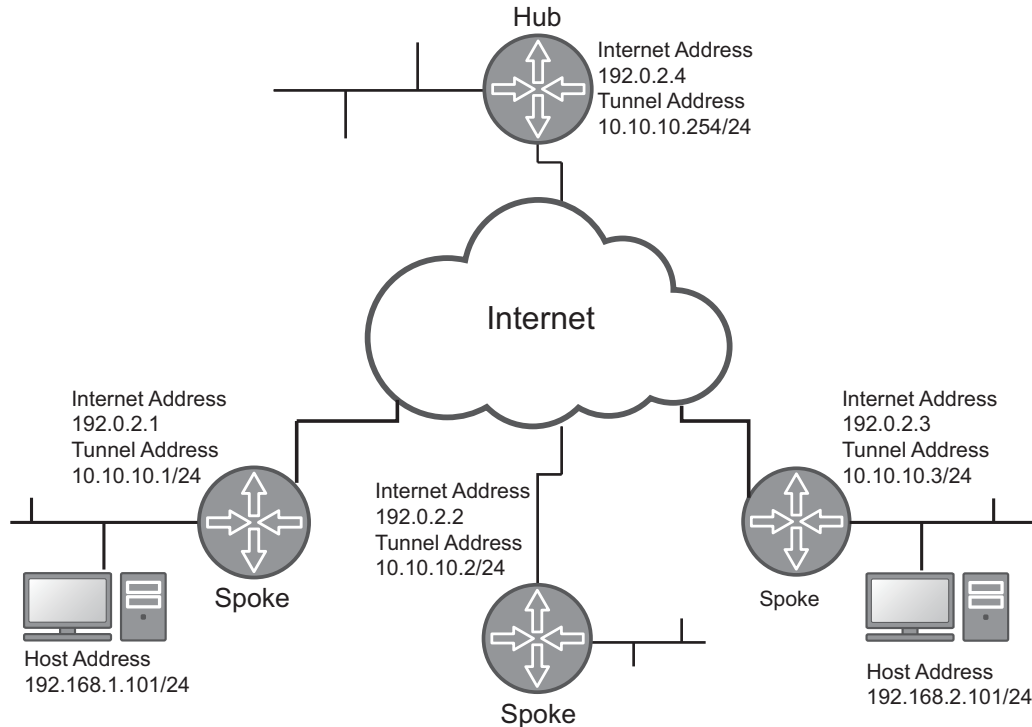 Hub
Internet Address
192.0.2.4
Tunnel Address
10.10.10.254/24
Internet
Internet Address
192.0.2.1
Tunnel Address
10.10.10.1/24
Spoke
Host Address
192.168.1.101/24
Internet Address
192.0.2.2
Tunnel Address
10.10.10.2/24
Spoke
Internet Address
192.0.2.3
Tunnel Address
10.10.10.3/24
Spoke
Host Address
192.168.2.101/24